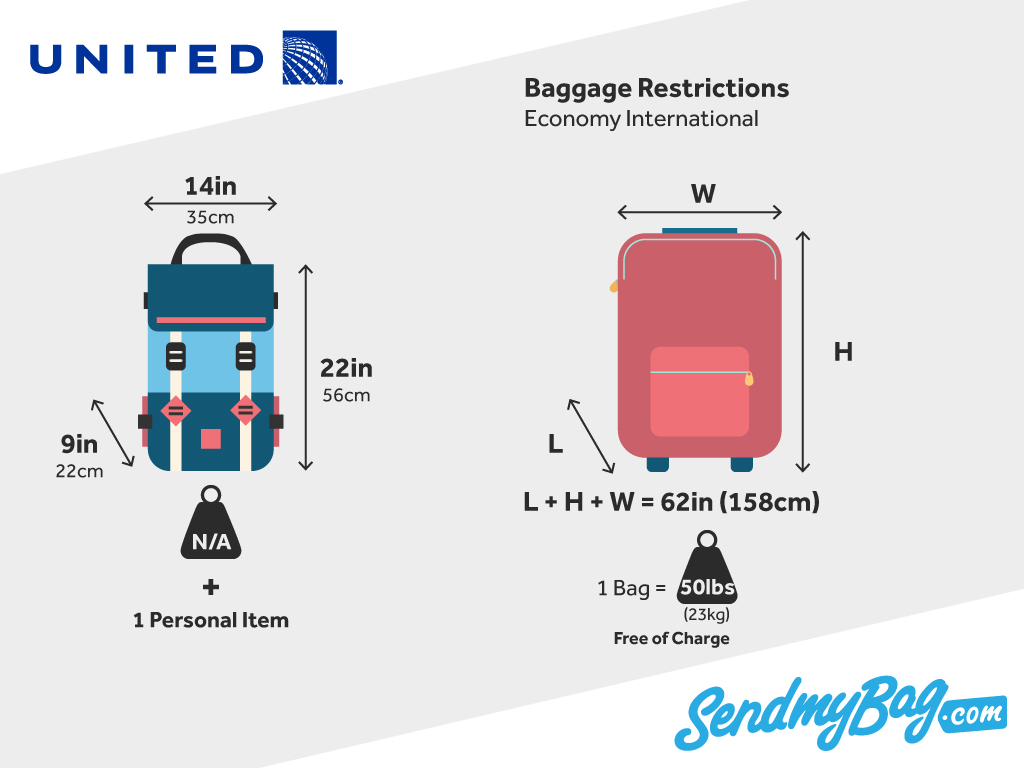 UNITED
Baggage Restrictions
Economy International
14in
35cm
22in
56cm
9in
22cm
N/A
+
1 Personal Item
W
H
L
L + H + W = 62in (158cm)
1 Bag = 50lbs
(23kg)
Free of Charge
SendmyBag.com